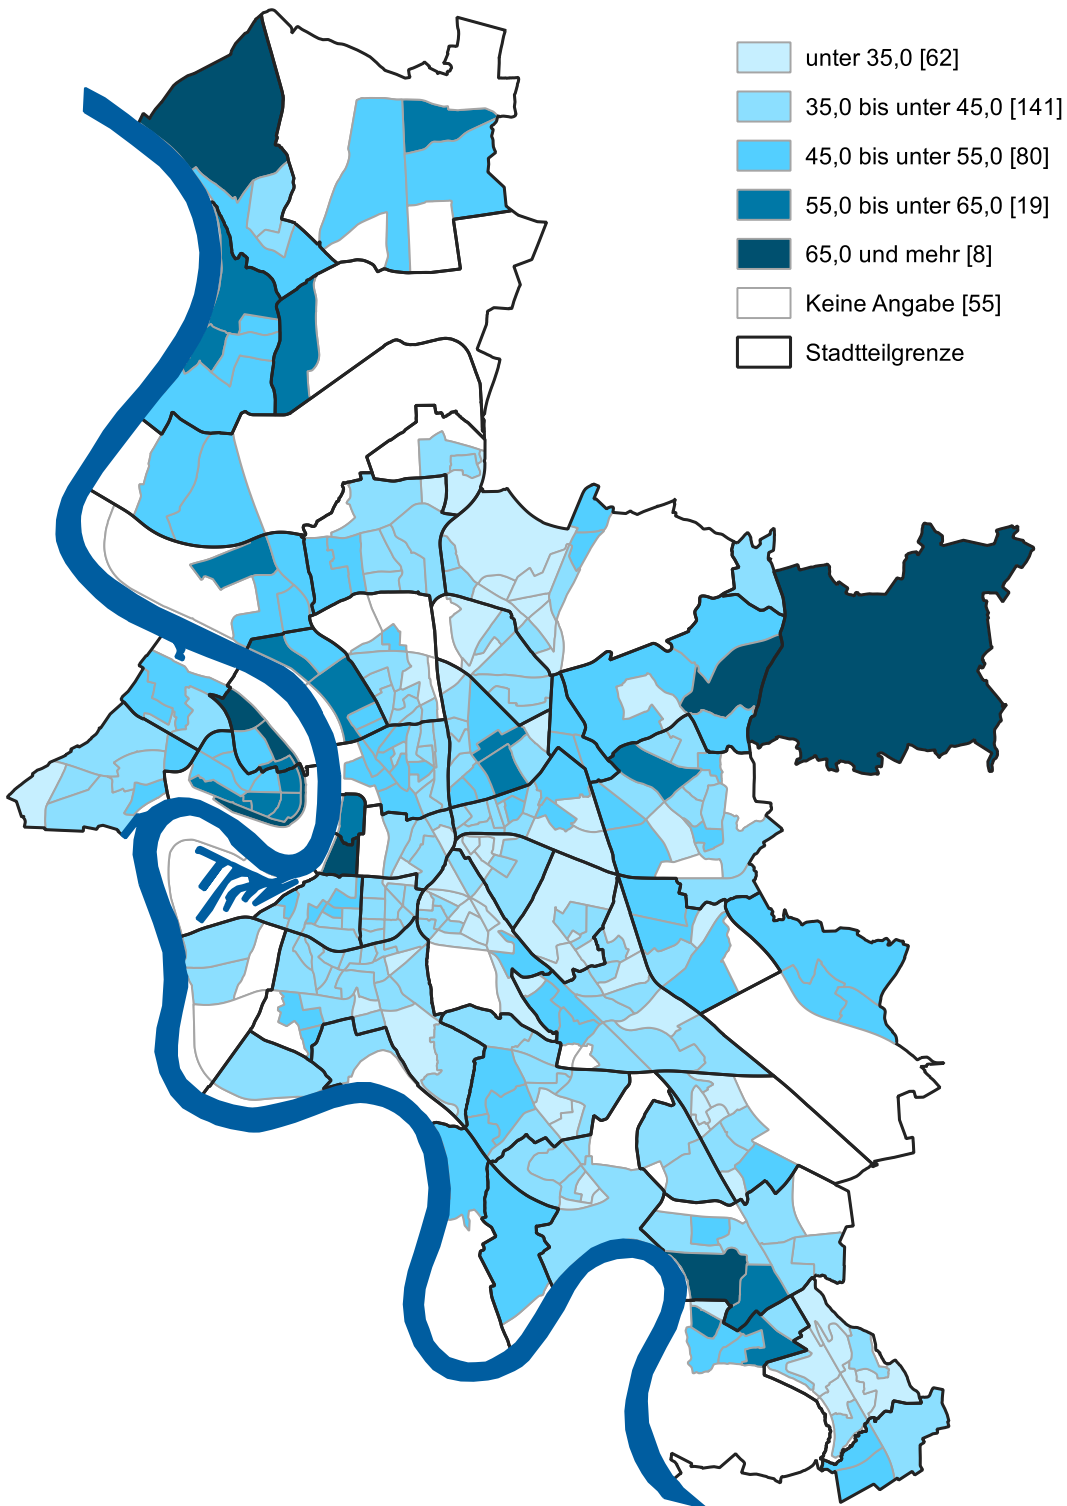 unter 35,0 [62]
35,0 bis unter 45,0 [141]
45,0 bis unter 55,0 [80]
55,0 bis unter 65,0 [19]
65,0 und mehr [8]
Keine Angabe [55]
Stadtteilgrenze